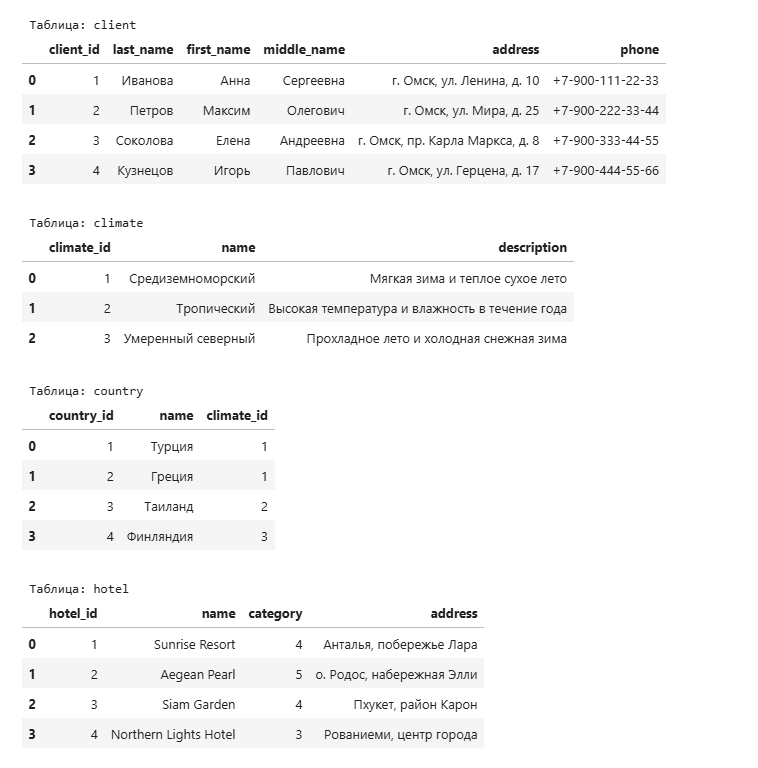 Таблица: client
client_id last_name first_name middle_name address phone
0 1 Иванова Анна Сергеевна г. Омск, ул. Ленина, д. 10 +7-900-111-22-33
1 2 Петров Максим Олегович г. Омск, ул. Мира, д. 25 +7-900-222-33-44
2 3 Соколова Елена Андреевна г. Омск, пр. Карла Маркса, д. 8 +7-900-333-44-55
3 4 Кузнецов Игорь Павлович г. Омск, ул. Герцена, д. 17 +7-900-444-55-66
Таблица: climate
climate_id name description
0 1 Средиземноморский Мягкая зима и теплое сухое лето
1 2 Тропический Высокая температура и влажность в течение года
2 3 Умеренный северный Прохладное лето и холодная снежная зима
Таблица: country
country_id name climate_id
0 1 Турция 1
1 2 Греция 1
2 3 Таиланд 2
3 4 Финляндия 3
Таблица: hotel
hotel_id name category address
0 1 Sunrise Resort 4 Анталья, побережье Лара
1 2 Aegean Pearl 5 о. Родос, набережная Элли
2 3 Siam Garden 4 Пхукет, район Карон
3 4 Northern Lights Hotel 3 Рованиеми, центр города